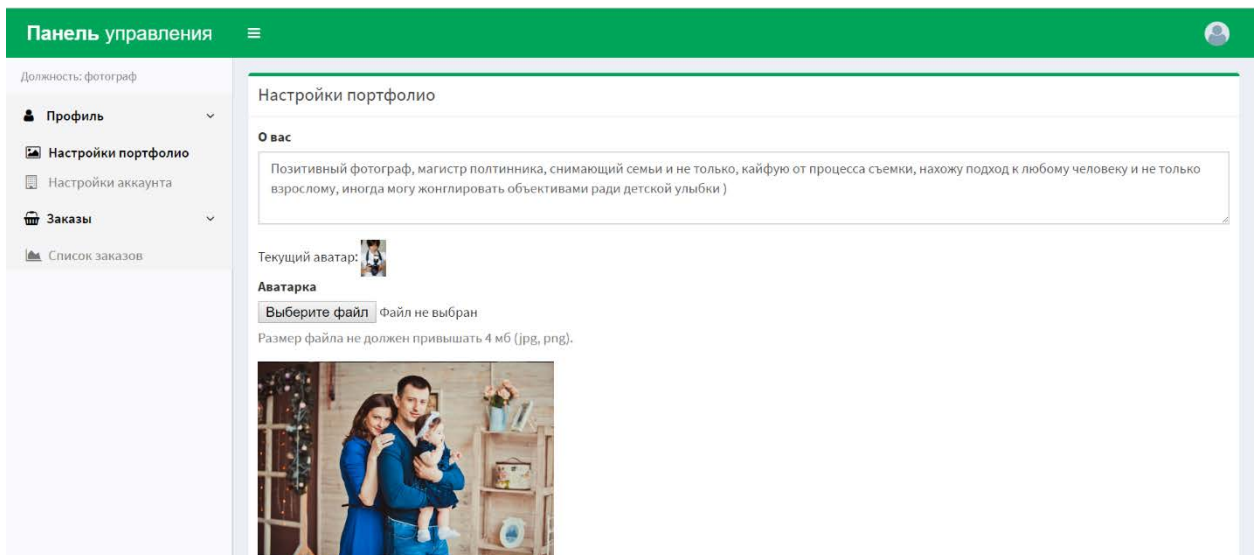 Панель управления
Должность: фотограф
Профиль
Настройки портфолио
Настройки аккаунта
Заказы
Список заказов
Настройки портфолио
О вас
Позитивный фотограф, магистр полтинника, снимающий семьи и не только, кайфую от процесса съемки, нахожу подход к любому человеку и не только
взрослому, иногда могу жонглировать объективами ради детской улыбки )
Текущий аватар:
Аватарка
Выберите файл Файл не выбран
Размер файла не должен привышать 4 мб (jpg, png).